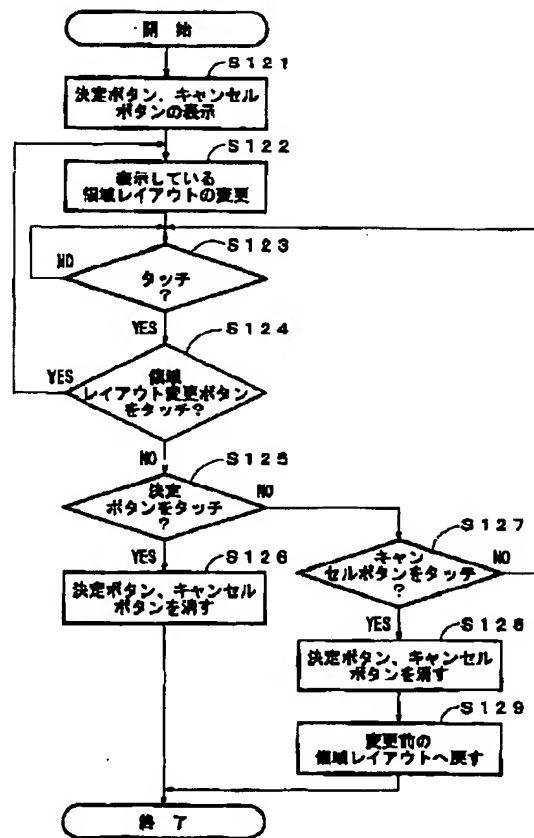 開始
S121
決定ボタン、キャンセル
ボタンの表示
S122
表示している
領域レイアウトの変更
S123
NO
タッチ
?
YES
S124
YES
領域
レイアウト変更ボタン
をタッチ?
NO
S125
決定
ボタンをタッチ
?
NO
YES
S126
決定ボタン、キャンセル
ボタンを消す
S127
キャン
セルボタンをタッチ
?
NO
YES
S128
決定ボタン、キャンセル
ボタンを消す
S129
変更前の
領域レイアウトへ戻す
終了